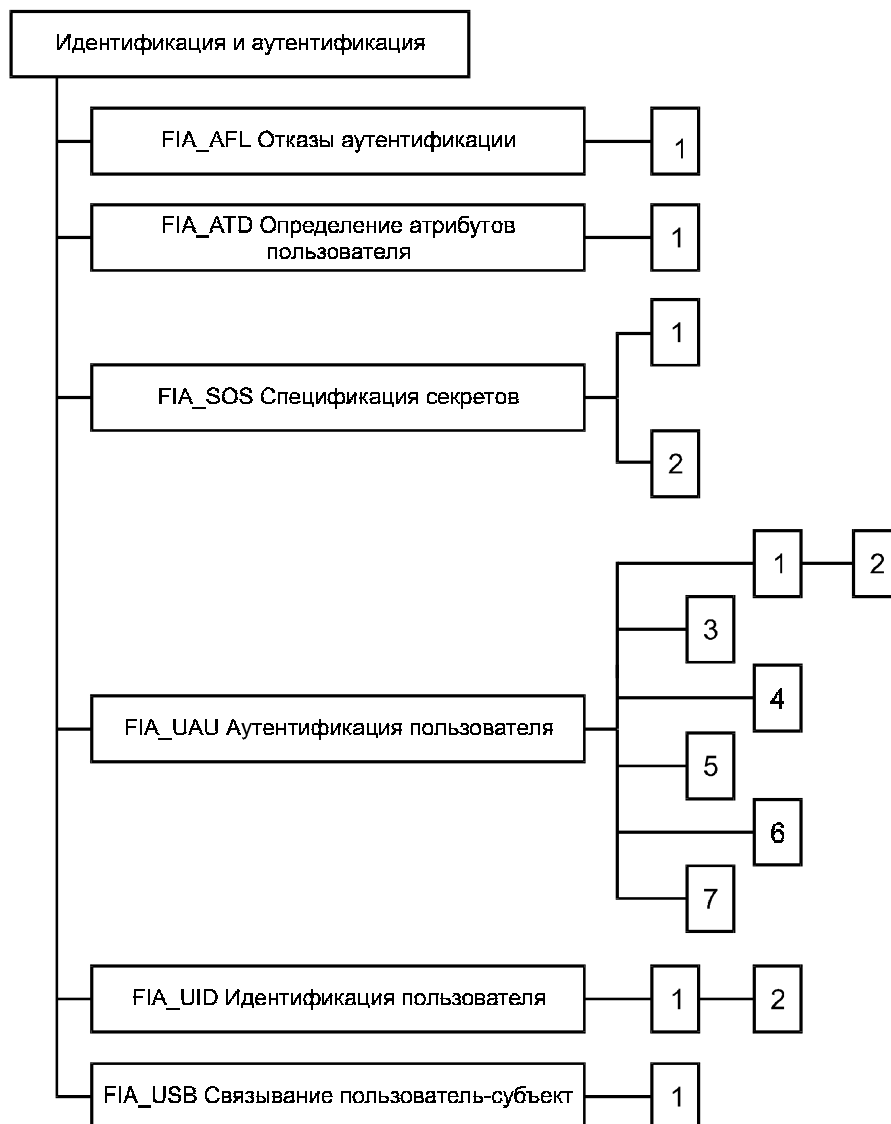 Идентификация и аутентификация
FIA_AFL Отказы аутентификации
1
FIA_ATD Определение атрибутов
пользователя
1
1
FIA_SOS Спецификация секретов
2
1
2
3
4
FIA_UAU Аутентификация пользователя
5
6
7
FIA_UID Идентификация пользователя
1
2
FIA_USB Связывание пользователь-субъект
1